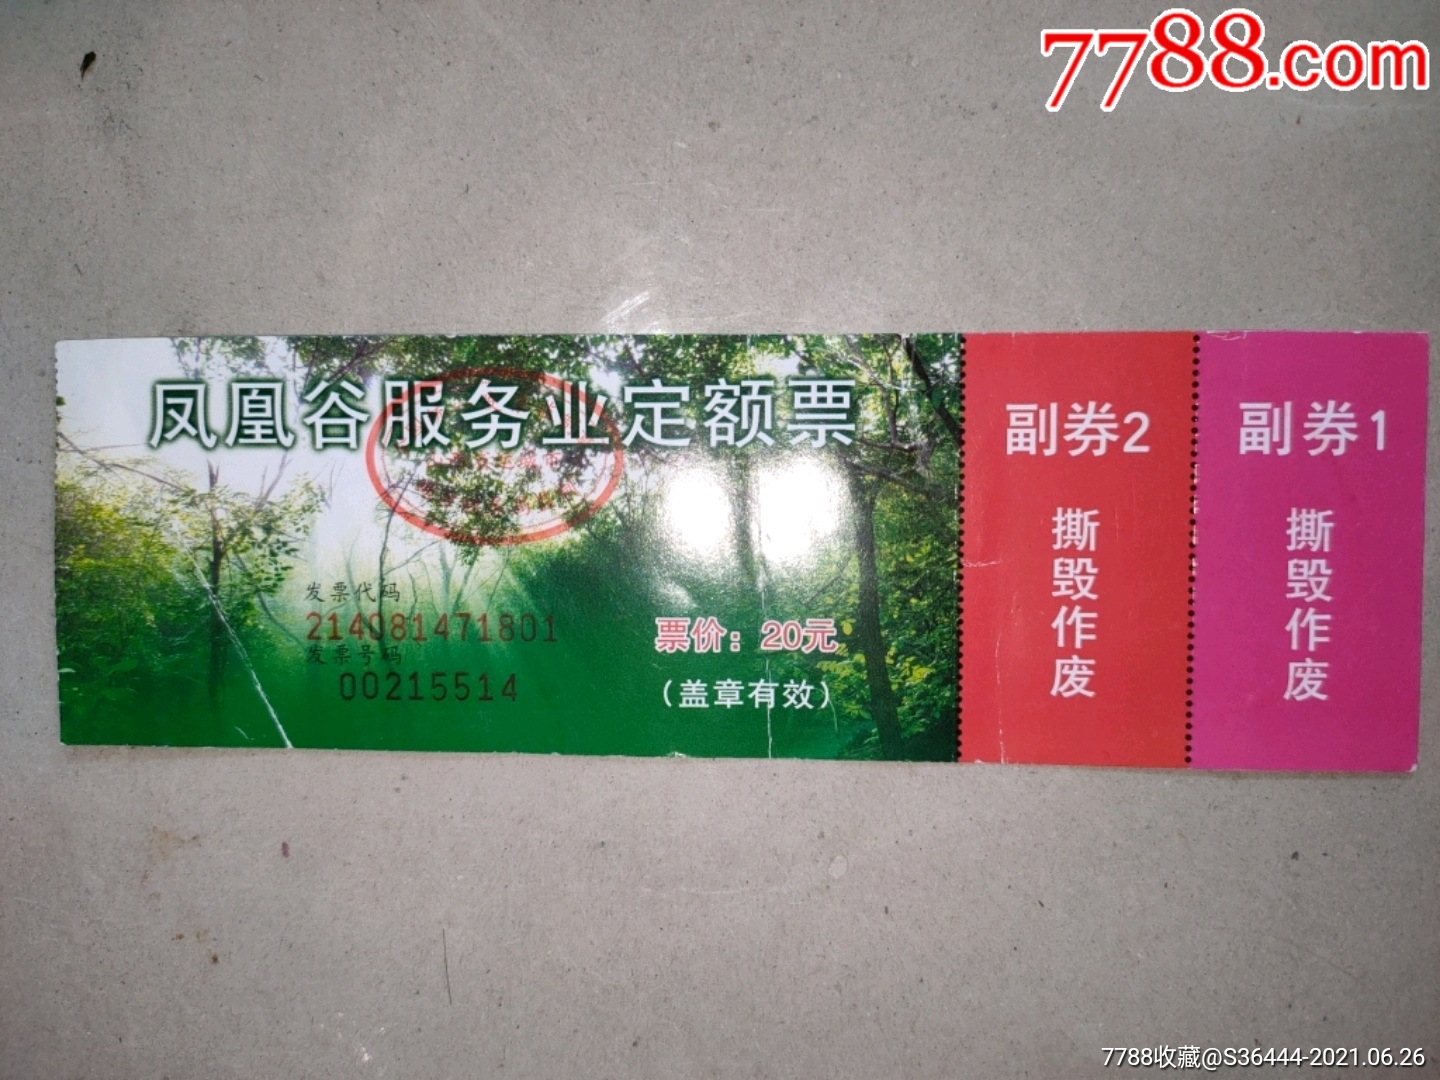 7788.com
凤凰谷服务业定额票
发票代码
214081471801
发票号码
00215514
票价：20元
（盖章有效）
副券2
撕毁作废
副券1
撕毁作废
7788收藏@S36444-2021.06.26